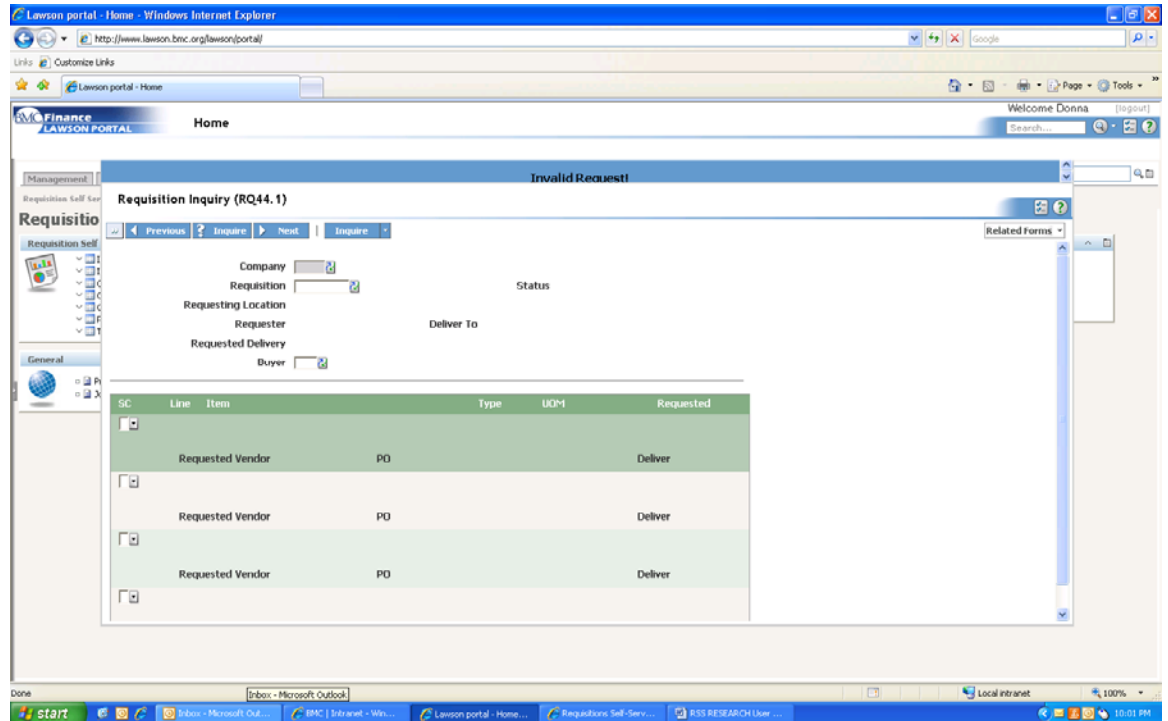 Lawson portal - Home - Windows Internet Explorer
http://www.lawson.bmc.org/lawson/portal/
Google
Links Customize Links
Lawson portal - Home
Page Tools
Welcome Donna [logout]
BMC Finance
LAWSON PORTAL
Home
Search...
Invalid Request!
Management
Requisition Self Ser
Requisitio
Requisition Self
General
Requisition Inquiry (RQ44.1)
Previous Inquire Next | Inquire
Related Forms
Company
Requisition Status
Requesting Location
Requester Deliver To
Requested Delivery
Buyer
SC Line Item Type UOM Requested
Requested Vendor PO Deliver
Requested Vendor PO Deliver
Requested Vendor PO Deliver
Done
Inbox - Microsoft Outlook
Local intranet 100%
start
Inbox - Microsoft Out...
BMC | Intranet - Win...
Lawson portal - Home...
Requisitions Self-Serv...
RSS RESEARCH User ...
10:01 PM